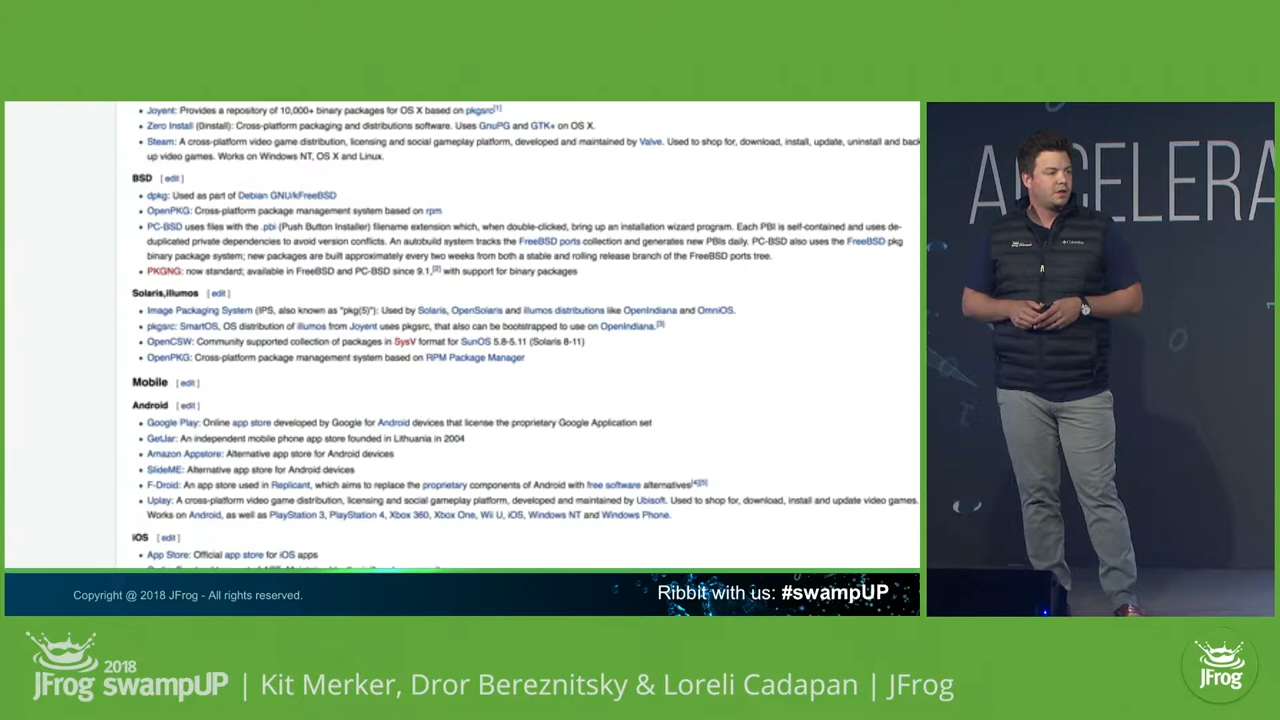 • Joyent: Provides a repository of 10,000+ binary packages for OS X based on pkgsrc[1]
• Zero Install (0install): Cross-platform packaging and distributions software. Uses GnuPG and GTK+ on OS X.
• Steam: A cross-platform video game distribution, licensing and social gameplay platform, developed and maintained by Valve. Used to shop for, download, install, update, uninstall and back
up video games. Works on Windows NT, OS X and Linux.
BSD [ edit ]
• dpkg: Used as part of Debian GNU/kFreeBSD
• OpenPKG: Cross-platform package management system based on rpm
• PC-BSD uses files with the .pbi (Push Button Installer) filename extension which, when double-clicked, bring up an installation wizard program. Each PBI is self-contained and uses de-
duplicated private dependencies to avoid version conflicts. An autobuild system tracks the FreeBSD ports collection and generates new PBIs daily. PC-BSD also uses the FreeBSD pkg
binary package system; new packages are built approximately every two weeks from both a stable and rolling release branch of the FreeBSD ports tree.
• PKGNG: now standard; available in FreeBSD and PC-BSD since 9.1,[2] with support for binary packages
Solaris,illumos [ edit ]
• Image Packaging System (IPS, also known as "pkg(5)"): Used by Solaris, OpenSolaris and illumos distributions like OpenIndiana and OmniOS.
• pkgsrc: SmartOS, OS distribution of illumos from Joyent uses pkgsrc, that also can be bootstrapped to use on OpenIndiana.[3]
• OpenCSW: Community supported collection of packages in SysV format for SunOS 5.8-5.11 (Solaris 8-11)
• OpenPKG: Cross-platform package management system based on RPM Package Manager
Mobile [ edit ]
Android [ edit ]
• Google Play: Online app store developed by Google for Android devices that license the proprietary Google Application set
• GetJar: An independent mobile phone app store founded in Lithuania in 2004
• Amazon Appstore: Alternative app store for Android devices
• SlideME: Alternative app store for Android devices
• F-Droid: An app store used in Replicant, which aims to replace the proprietary components of Android with free software alternatives[4][5]
• Uplay: A cross-platform video game distribution, licensing and social gameplay platform, developed and maintained by Ubisoft. Used to shop for, download, install and update video games.
Works on Android, as well as PlayStation 3, PlayStation 4, Xbox 360, Xbox One, Wii U, iOS, Windows NT and Windows Phone.
iOS [ edit ]
• App Store: Official app store for iOS apps
Copyright @ 2018 JFrog - All rights reserved.
Ribbit with us: #swampUP
ACCELERA
Columbia
2018
JFrog swampUP | Kit Merker, Dror Bereznitsky & Loreli Cadapan | JFrog
JFrog